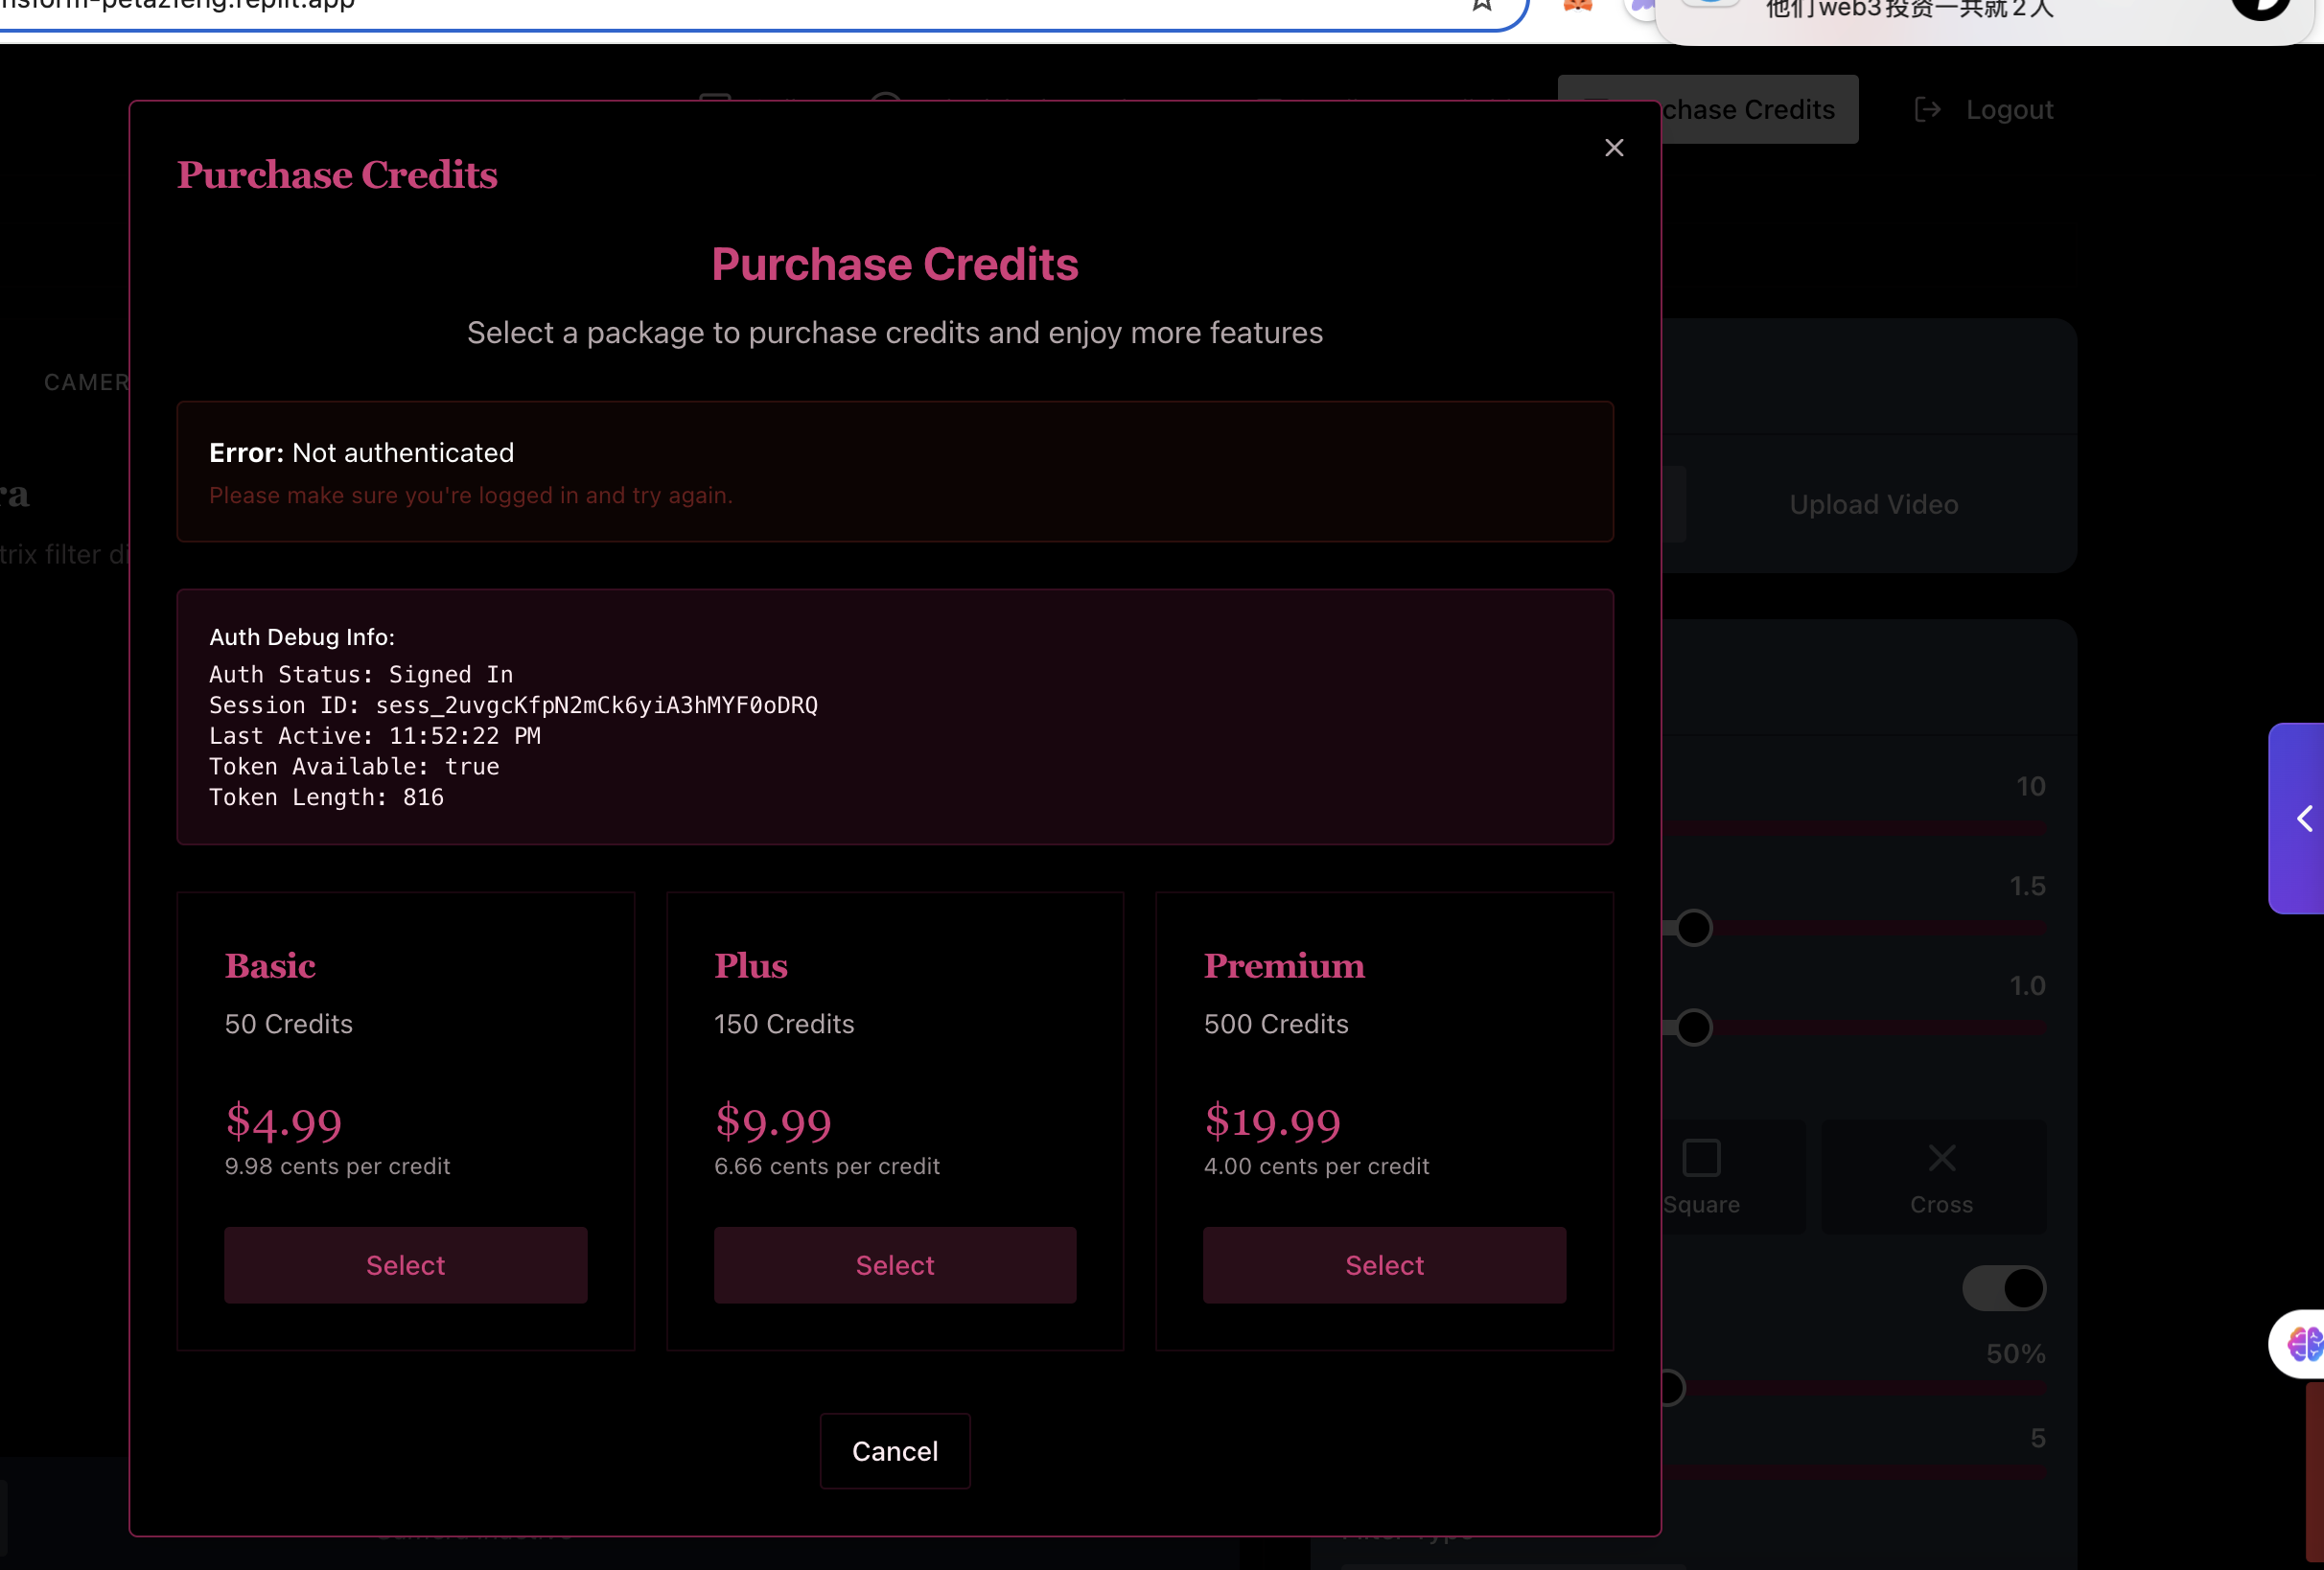 nsform-petazfeng.replit.app
他们web3投资一共就2人
chase Credits
Logout
Purchase Credits
Purchase Credits
Select a package to purchase credits and enjoy more features
CAMER
Error: Not authenticated
Please make sure you're logged in and try again.
ra
Upload Video
trix filter di
Auth Debug Info:
Auth Status: Signed In
Session ID: sess_2uvgcKfpN2mCk6yiA3hMYF0oDRQ
Last Active: 11:52:22 PM
Token Available: true
Token Length: 816
10
1.5
1.0
Basic
50 Credits
$4.99
9.98 cents per credit
Select
Plus
150 Credits
$9.99
6.66 cents per credit
Select
Premium
500 Credits
$19.99
4.00 cents per credit
Select
Square
Cross
50%
5
Cancel